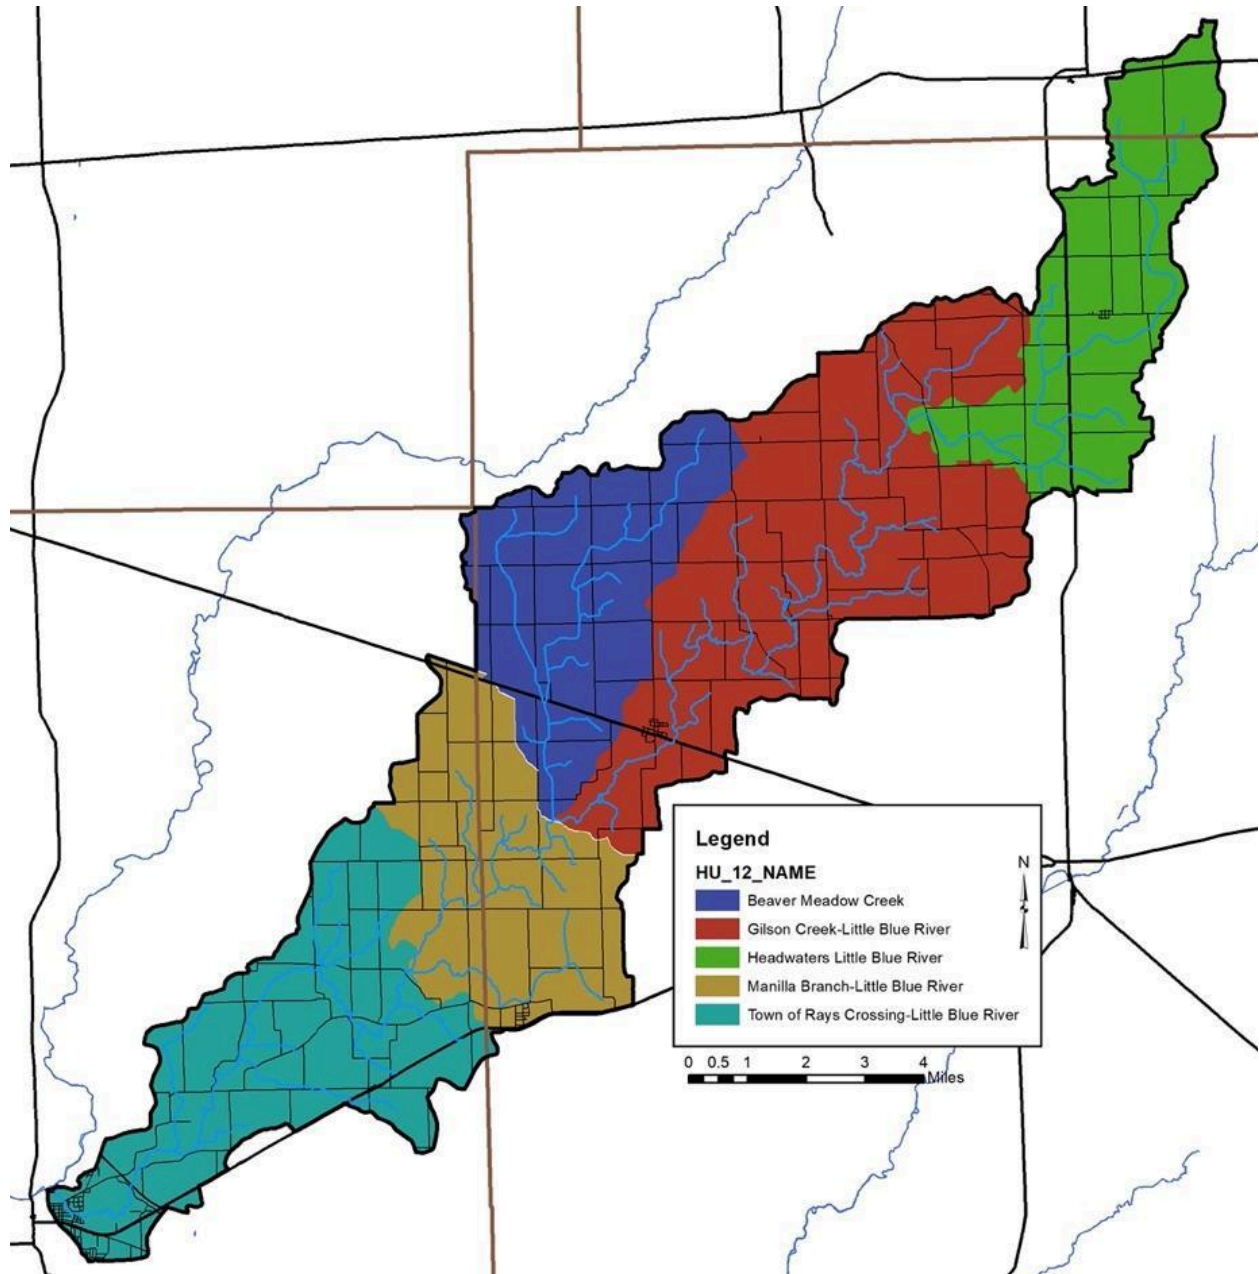 Legend
N
HU_12_NAME
Beaver Meadow Creek
Gilson Creek-Little Blue River
Headwaters Little Blue River
Manilla Branch-Little Blue River
Town of Rays Crossing-Little Blue River
0 0.5 1 2 3 4
Miles